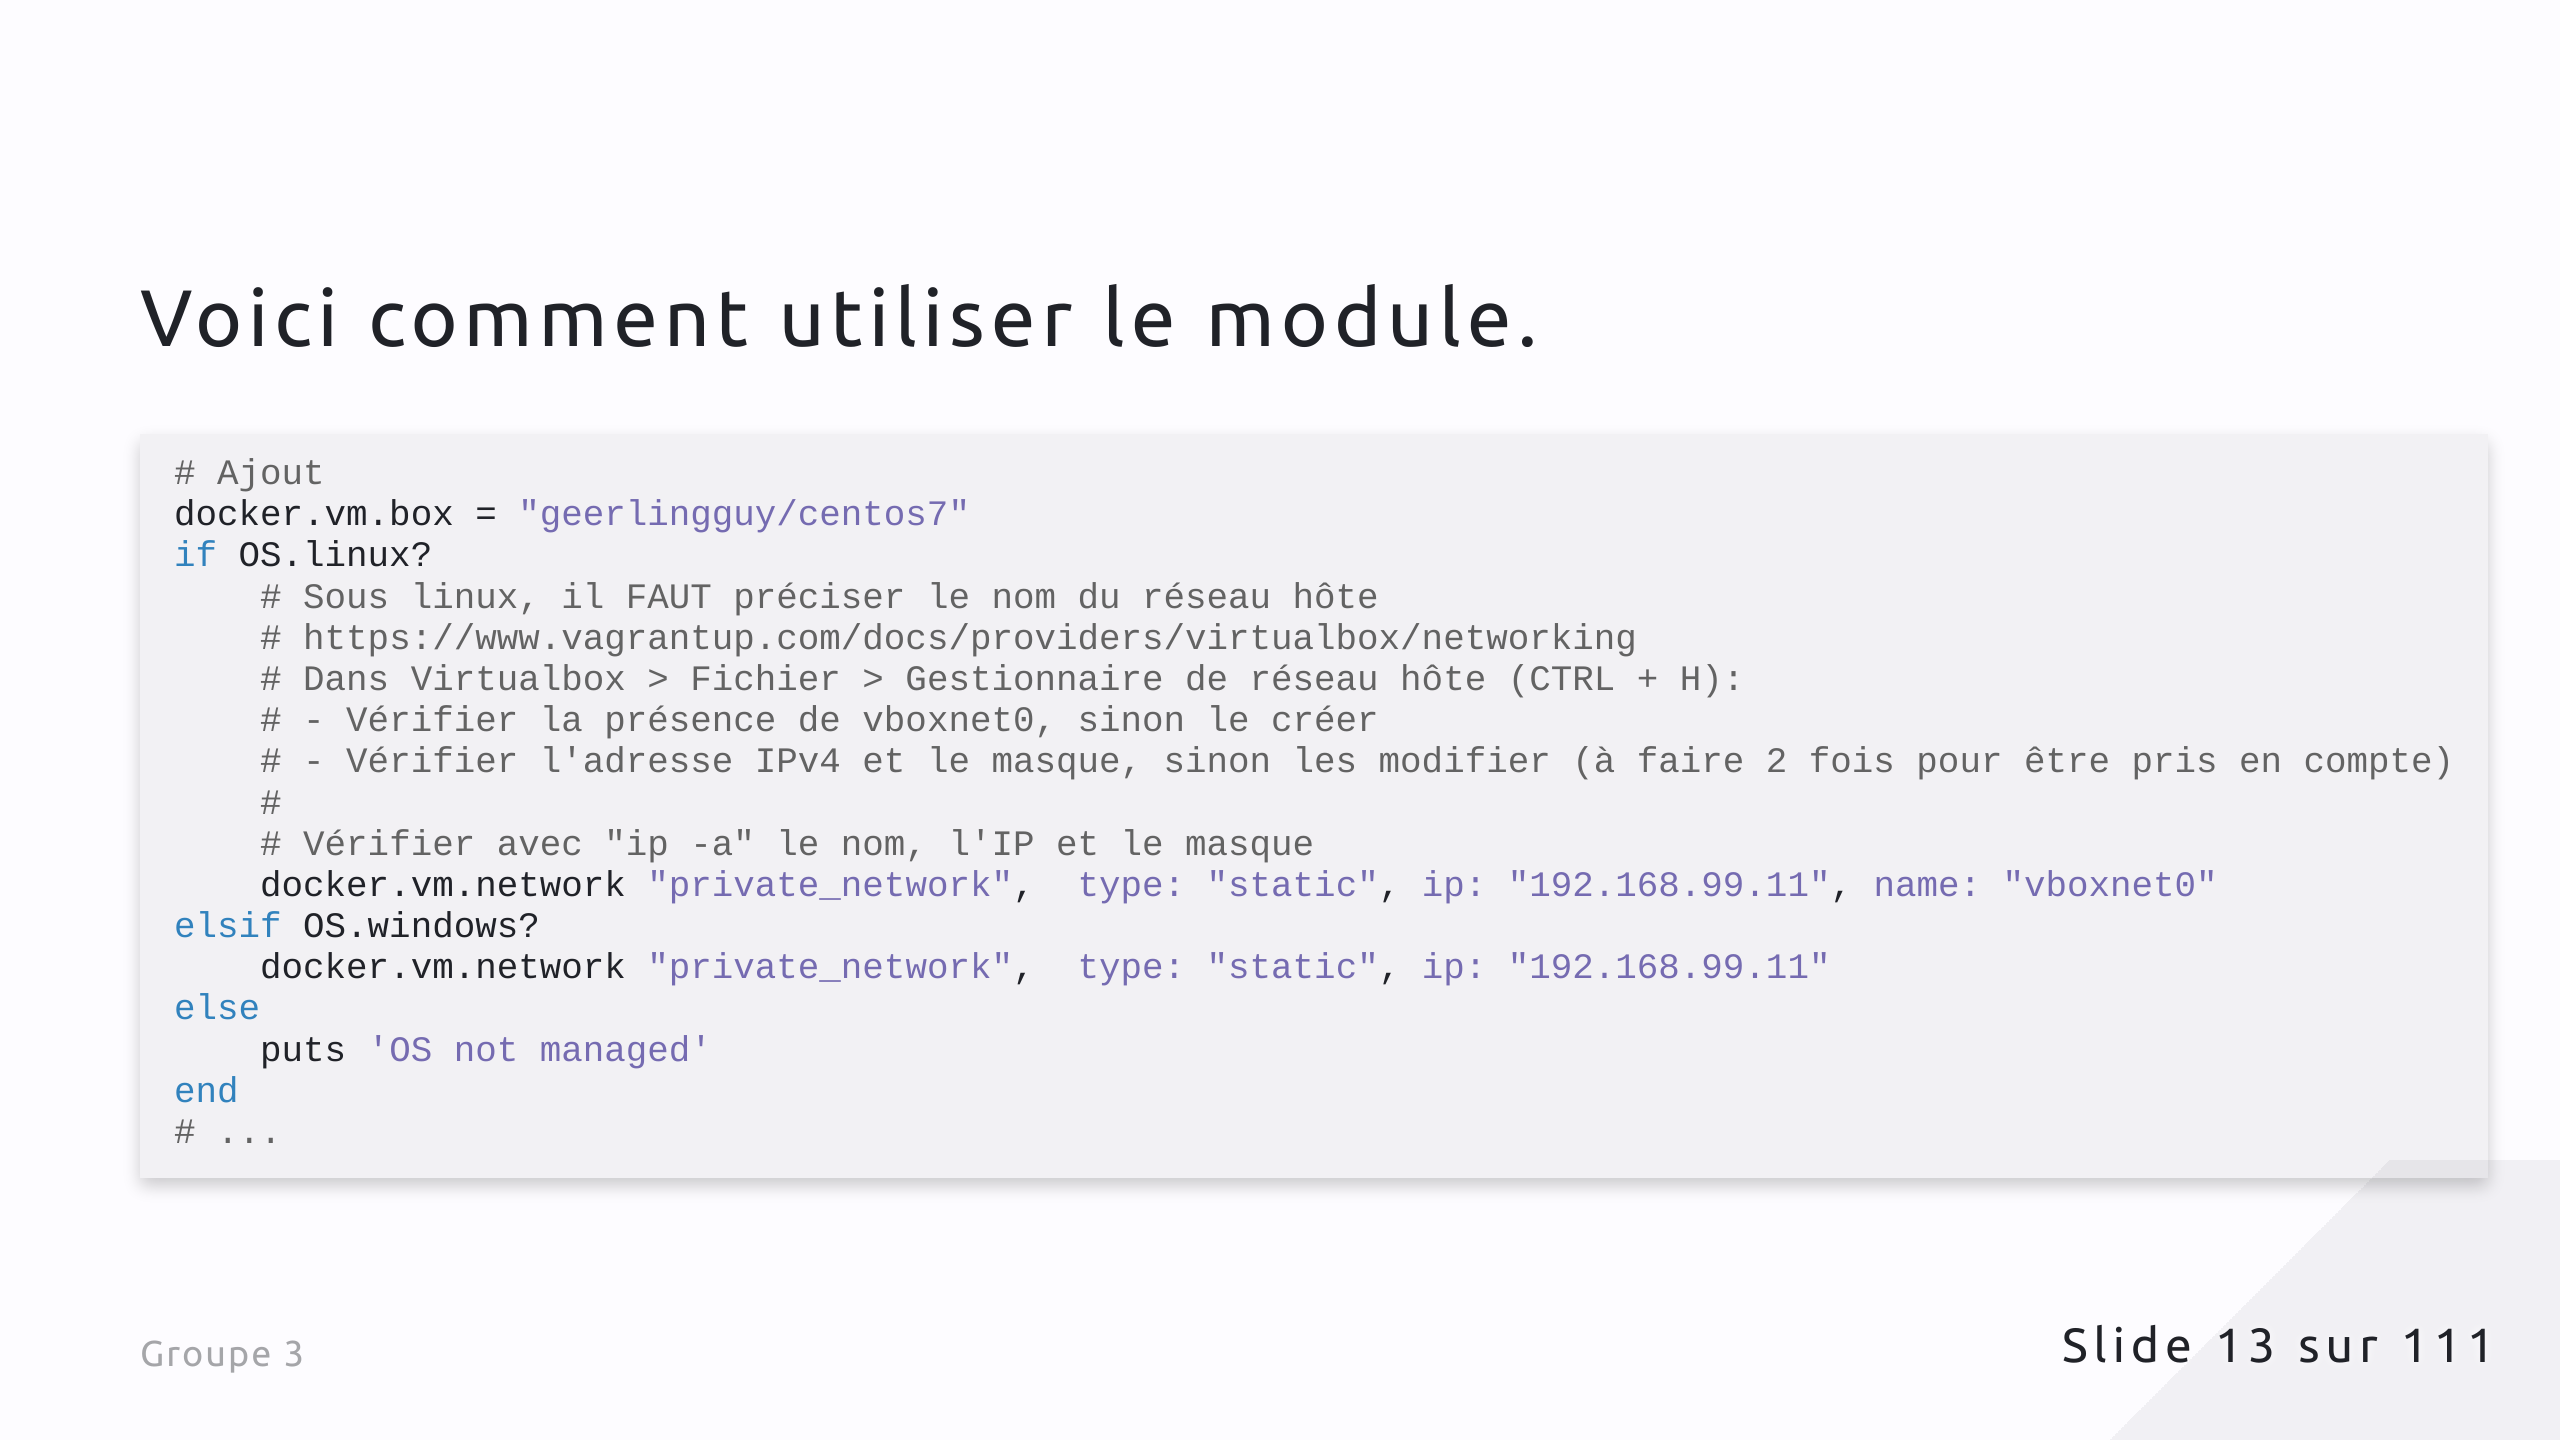 Voici comment utiliser le module.
# Ajout
docker.vm.box = "geerlingguy/centos7"
if OS.linux?
    # Sous linux, il FAUT préciser le nom du réseau hôte
    # https://www.vagrantup.com/docs/providers/virtualbox/networking
    # Dans Virtualbox > Fichier > Gestionnaire de réseau hôte (CTRL + H):
    # - Vérifier la présence de vboxnet0, sinon le créer
    # - Vérifier l'adresse IPv4 et le masque, sinon les modifier (à faire 2 fois pour être pris en compte)
    #
    # Vérifier avec "ip -a" le nom, l'IP et le masque
    docker.vm.network "private_network",  type: "static", ip: "192.168.99.11", name: "vboxnet0"
elsif OS.windows?
    docker.vm.network "private_network",  type: "static", ip: "192.168.99.11"
else
    puts 'OS not managed'
end
# ...
Groupe 3
Slide 13 sur 111